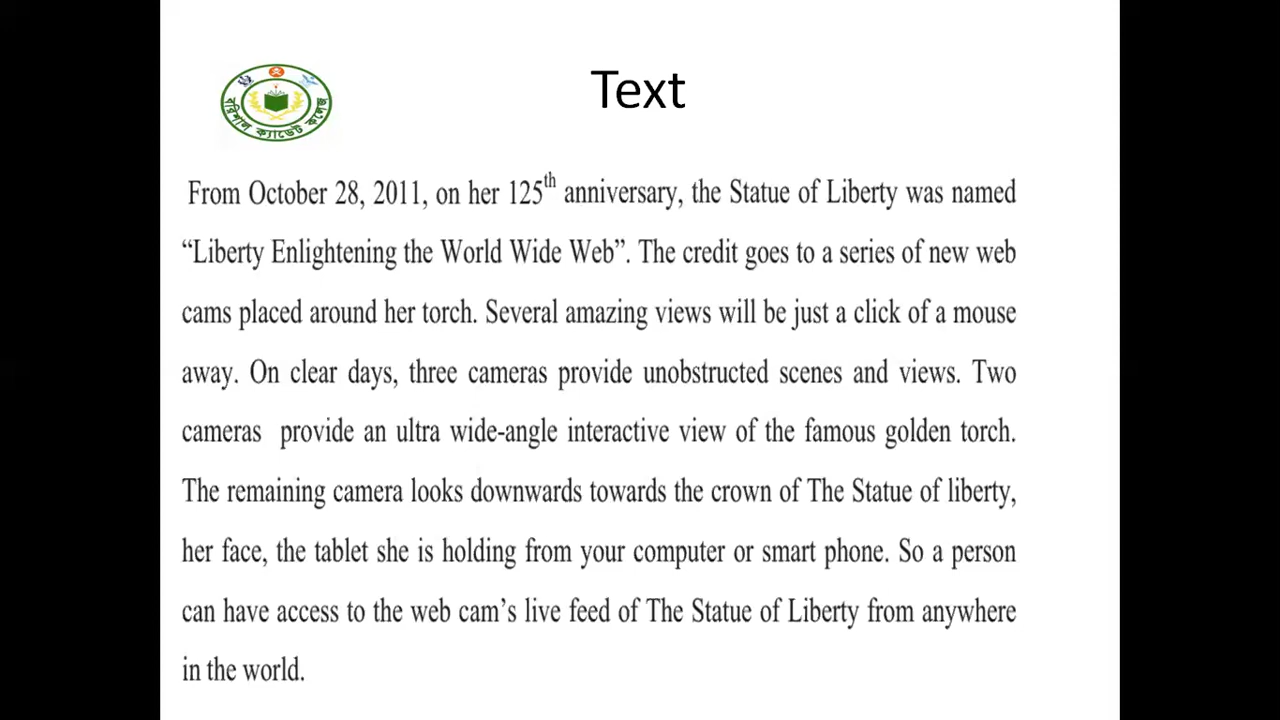 বরিশাল ক্যাডেট কলেজ
Text
From October 28, 2011, on her 125th anniversary, the Statue of Liberty was named
“Liberty Enlightening the World Wide Web”. The credit goes to a series of new web
cams placed around her torch. Several amazing views will be just a click of a mouse
away. On clear days, three cameras provide unobstructed scenes and views. Two
cameras provide an ultra wide-angle interactive view of the famous golden torch.
The remaining camera looks downwards towards the crown of The Statue of liberty,
her face, the tablet she is holding from your computer or smart phone. So a person
can have access to the web cam’s live feed of The Statue of Liberty from anywhere
in the world.